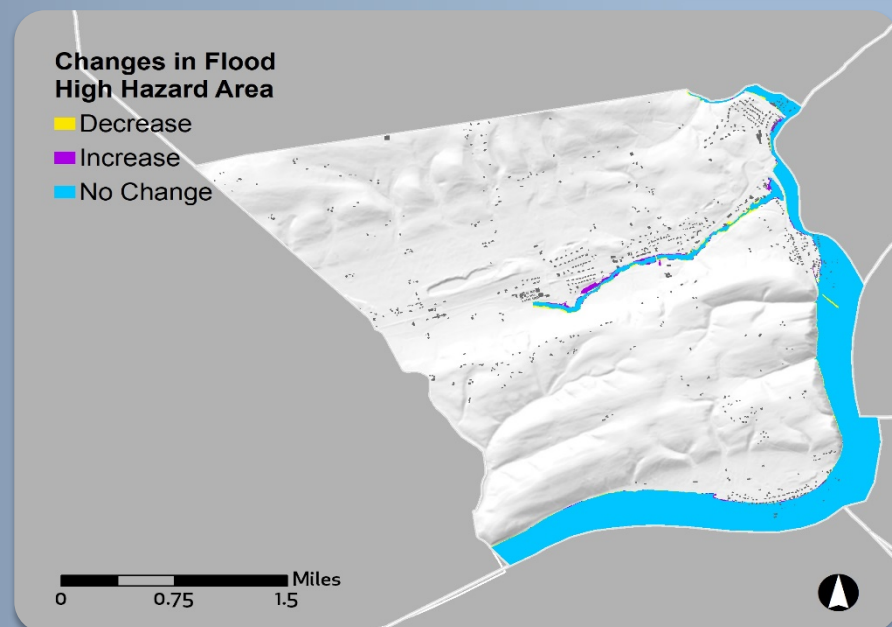 Changes in Flood
High Hazard Area
Decrease
Increase
No Change
Miles
0 0.75 1.5